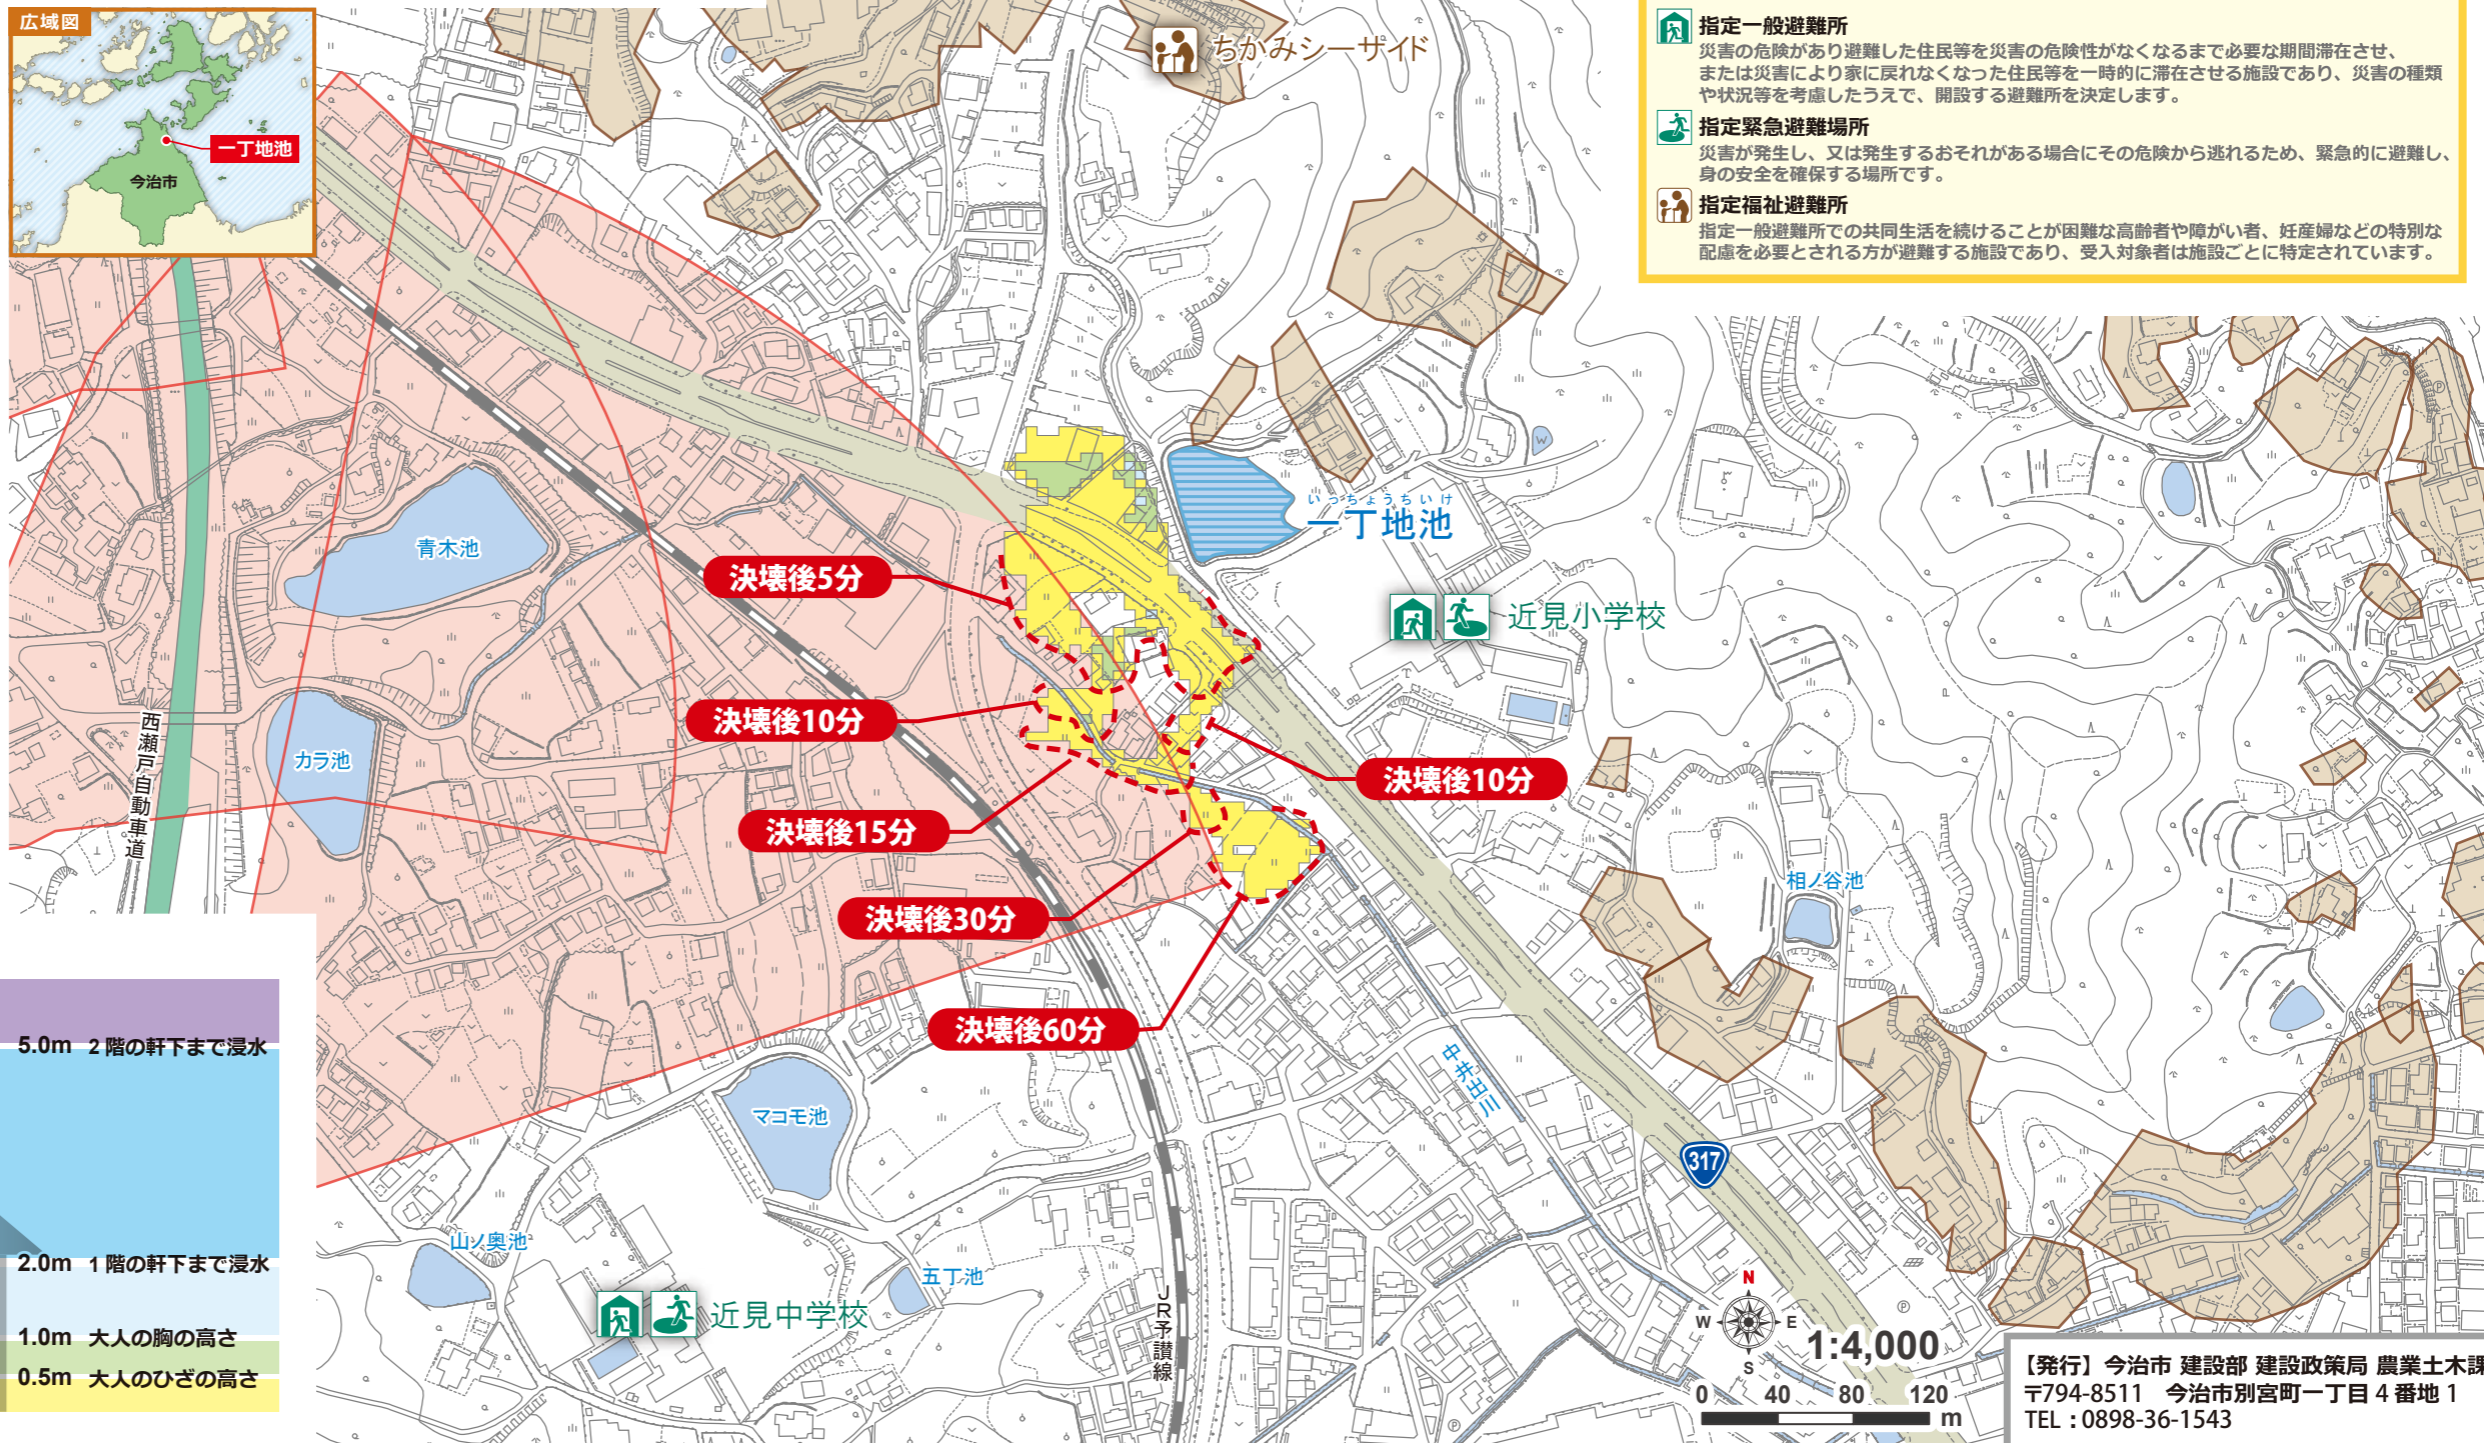 広域図
一丁地池
今治市
ちかみシーサイド
指定一般避難所
災害の危険があり避難した住民等を災害の危険性がなくなるまで必要な期間滞在させ、
または災害により家に戻れなくなった住民等を一時的に滞在させる施設であり、災害の種類
や状況等を考慮したうえで、開設する避難所を決定します。
指定緊急避難場所
災害が発生し、又は発生するおそれがある場合にその危険から逃れるため、緊急的に避難し、
身の安全を確保する場所です。
指定福祉避難所
指定一般避難所での共同生活を続けることが困難な高齢者や障がい者、妊産婦などの特別な
配慮を必要とされる方が避難する施設であり、受入対象者は施設ごとに特定されています。
いっちょうちいけ
一丁地池
青木池
決壊後5分
近見小学校
決壊後10分
西瀬戸自動車道
カラ池
決壊後10分
決壊後15分
相ノ谷池
決壊後30分
決壊後60分
5.0m 2階の軒下まで浸水
中井出川
マコモ池
317
山ノ奥池
2.0m 1階の軒下まで浸水
五丁池
近見中学校
JR予讃線
1.0m 大人の胸の高さ
0.5m 大人のひざの高さ
N
W E
S
1:4,000
0 40 80 120
m
【発行】今治市 建設部 建設政策局 農業土木課
〒794-8511 今治市別宮町一丁目4番地1
TEL：0898-36-1543